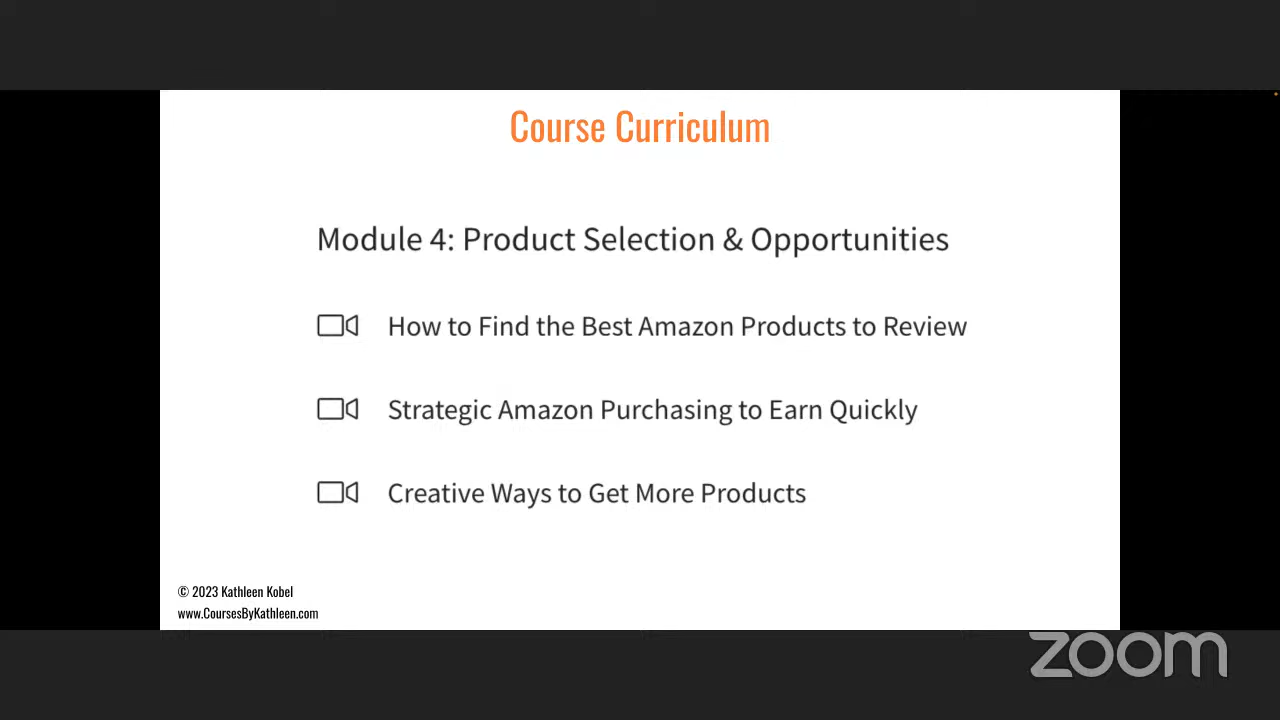 Course Curriculum
Module 4: Product Selection & Opportunities
How to Find the Best Amazon Products to Review
Strategic Amazon Purchasing to Earn Quickly
Creative Ways to Get More Products
© 2023 Kathleen Kobel
www.CoursesByKathleen.com
zoom